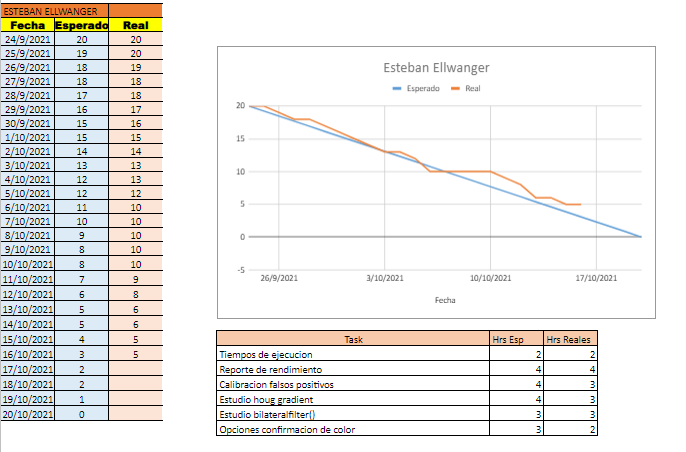 ESTEBAN ELLWANGER
Fecha Esperado Real
24/9/2021 20 20
25/9/2021 19 20
26/9/2021 18 19
27/9/2021 18 18
28/9/2021 17 18
29/9/2021 16 17
30/9/2021 15 16
1/10/2021 15 15
2/10/2021 14 14
3/10/2021 13 13
4/10/2021 12 13
5/10/2021 12 12
6/10/2021 11 10
7/10/2021 10 10
8/10/2021 9 10
9/10/2021 8 10
10/10/2021 8 10
11/10/2021 7 9
12/10/2021 6 8
13/10/2021 5 6
14/10/2021 5 6
15/10/2021 4 5
16/10/2021 3 5
17/10/2021 2
18/10/2021 2
19/10/2021 1
20/10/2021 0
Esteban Ellwanger
Esperado Real
20
15
10
5
0
-5
26/9/2021 3/10/2021 10/10/2021 17/10/2021
Fecha
Task Hrs Esp Hrs Reales
Tiempos de ejecucion 2 2
Reporte de rendimiento 4 4
Calibracion falsos positivos 4 3
Estudio houg gradient 4 3
Estudio bilateralfilter() 3 3
Opciones confirmacion de color 3 2